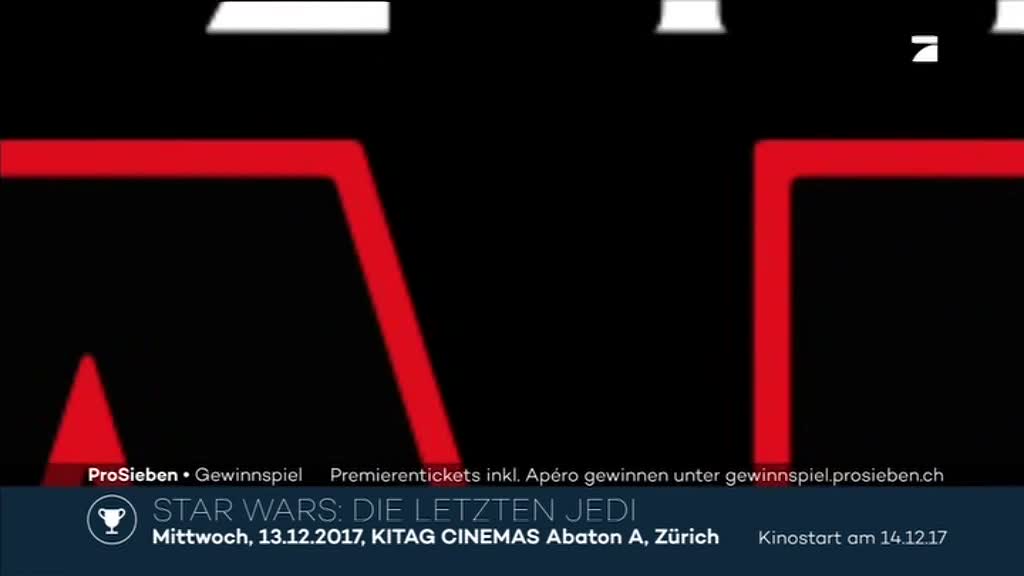 ProSieben • Gewinnspiel Premierentickets inkl. Apéro gewinnen unter gewinnspiel.prosieben.ch
STAR WARS: DIE LETZTEN JEDI
Mittwoch, 13.12.2017, KITAG CINEMAS Abaton A, Zürich Kinostart am 14.12.17